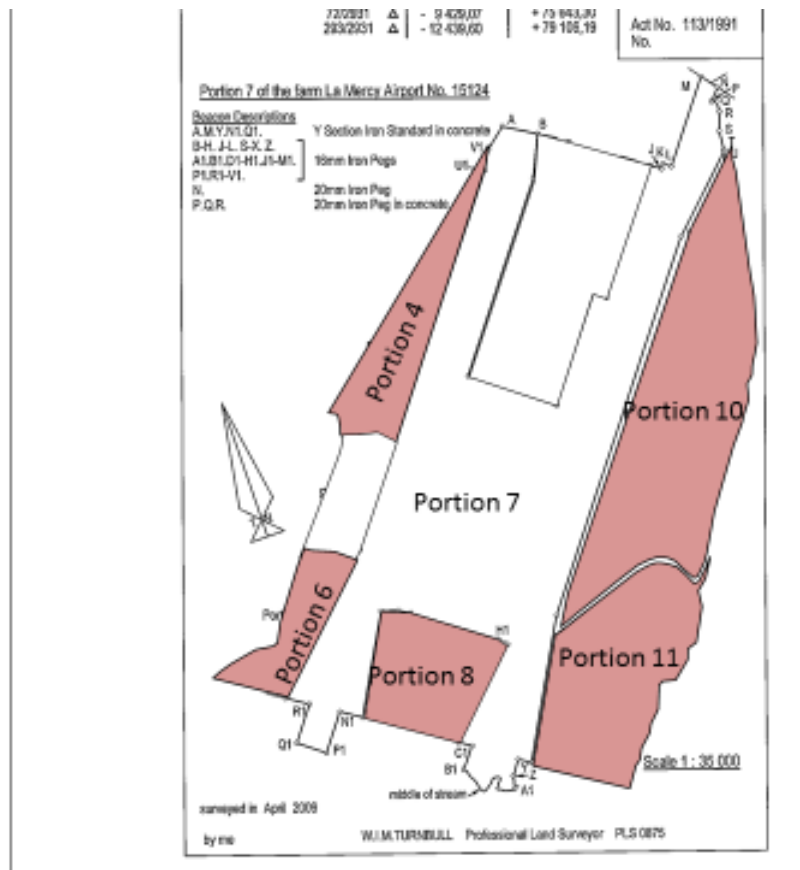 - 9 429,07
+ 75 643,30
293/2931 Δ - 12 439,60 + 79 106,19
Act No. 113/1991
No.
Portion 7 of the farm La Mercy Airport No. 15124
Beacon Descriptions
A.M.Y.N1.Q1. Y Section Iron Standard in concrete
B-H. J-L. S-X. Z.
A1.B1.D1-H1.J1-M1. 16mm Iron Pegs
P1.R1-V1.
N. 20mm Iron Peg
P.Q.R. 20mm Iron Peg in concrete
A
B
V1
U1
J K L
M
N
P
Q
R
S
T
U
Portion 4
Portion 10
Portion 7
Portion 6
Portion 8
H1
Portion 11
R1
N1
Q1
P1
C1
B1
Y Z
A1
middle of stream
Scale 1 : 35 000
surveyed in April 2009
by me
W.I.M.TURNBULL Professional Land Surveyor PLS 0875